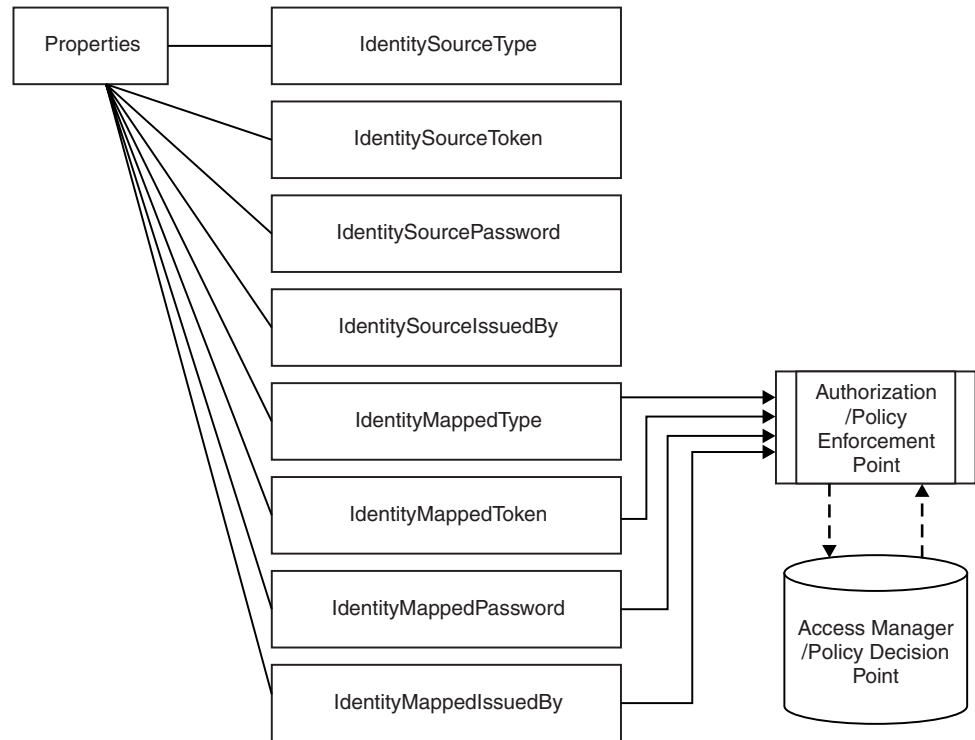 Properties
IdentitySourceType
IdentitySourceToken
IdentitySourcePassword
IdentitySourceIssuedBy
IdentityMappedType
IdentityMappedToken
IdentityMappedPassword
IdentityMappedIssuedBy
Authorization
/Policy
Enforcement
Point
Access Manager
/Policy Decision
Point